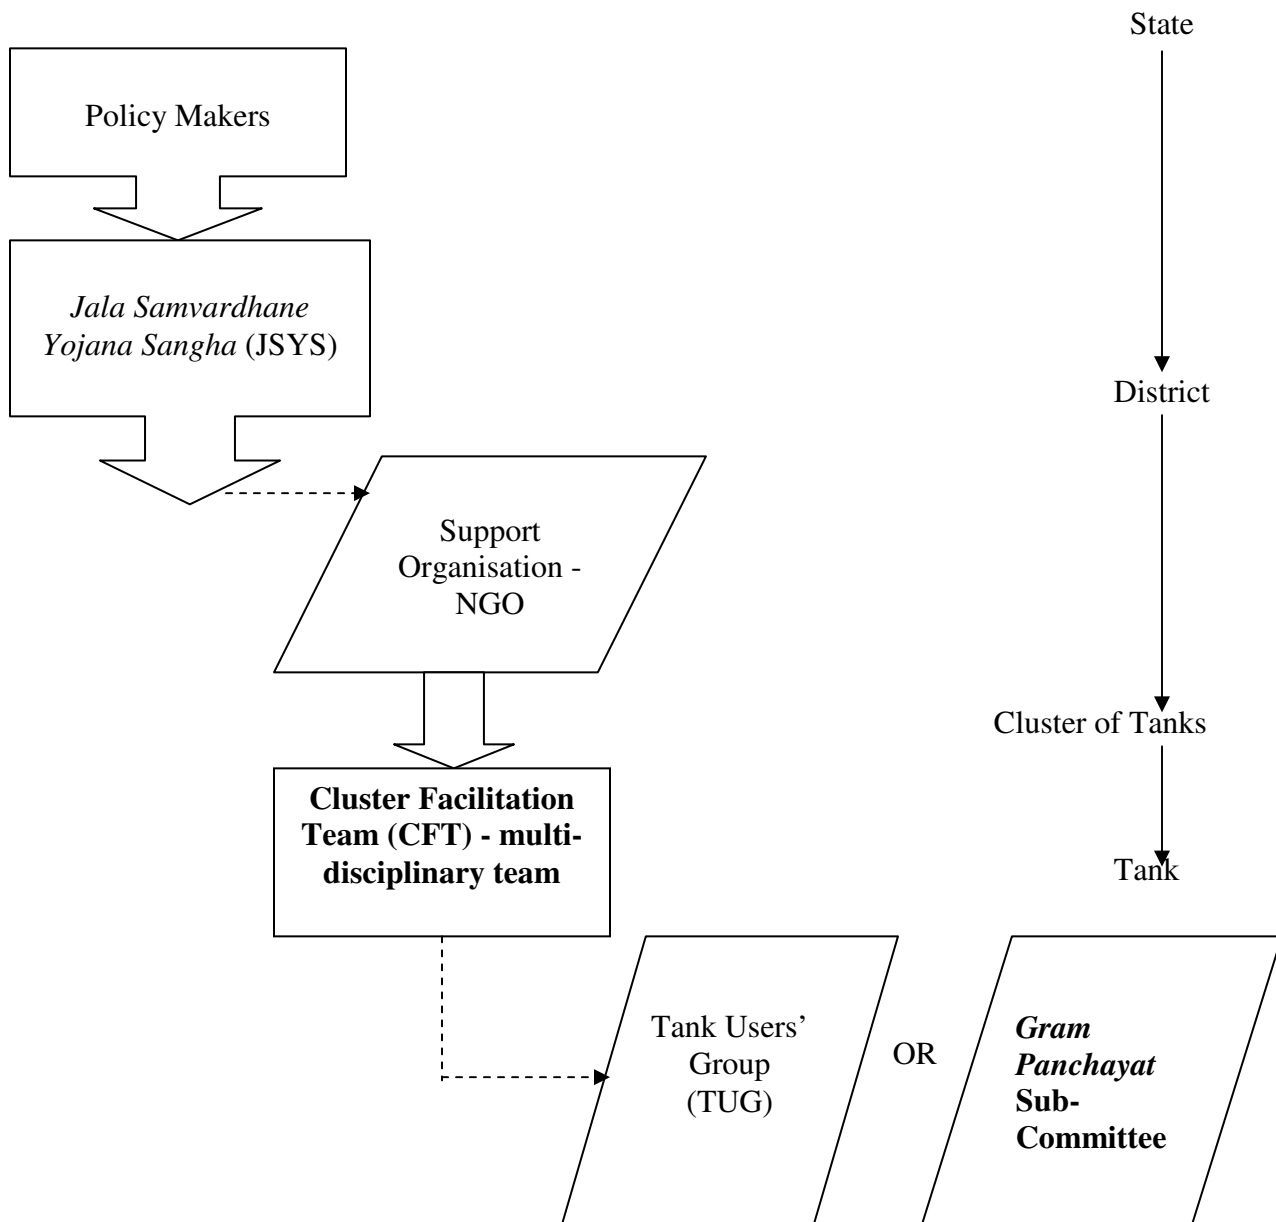 State
Policy Makers
Jala Samvardhane
Yojana Sangha (JSYS)
District
Support
Organisation -
NGO
Cluster of Tanks
Cluster Facilitation
Team (CFT) - multi-
disciplinary team
Tank
Tank Users’
Group
(TUG)
OR
Gram
Panchayat
Sub-
Committee